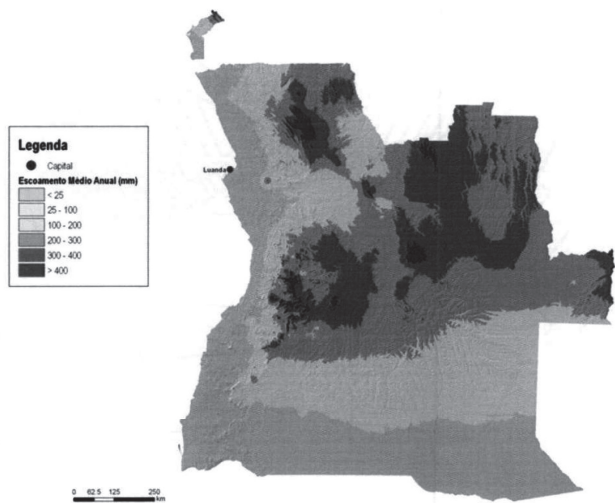 Luanda
Legenda
Capital
Escoamento Médio Anual (mm)
< 25
25 - 100
100 - 200
200 - 300
300 - 400
> 400
0 62.5 125 250
km